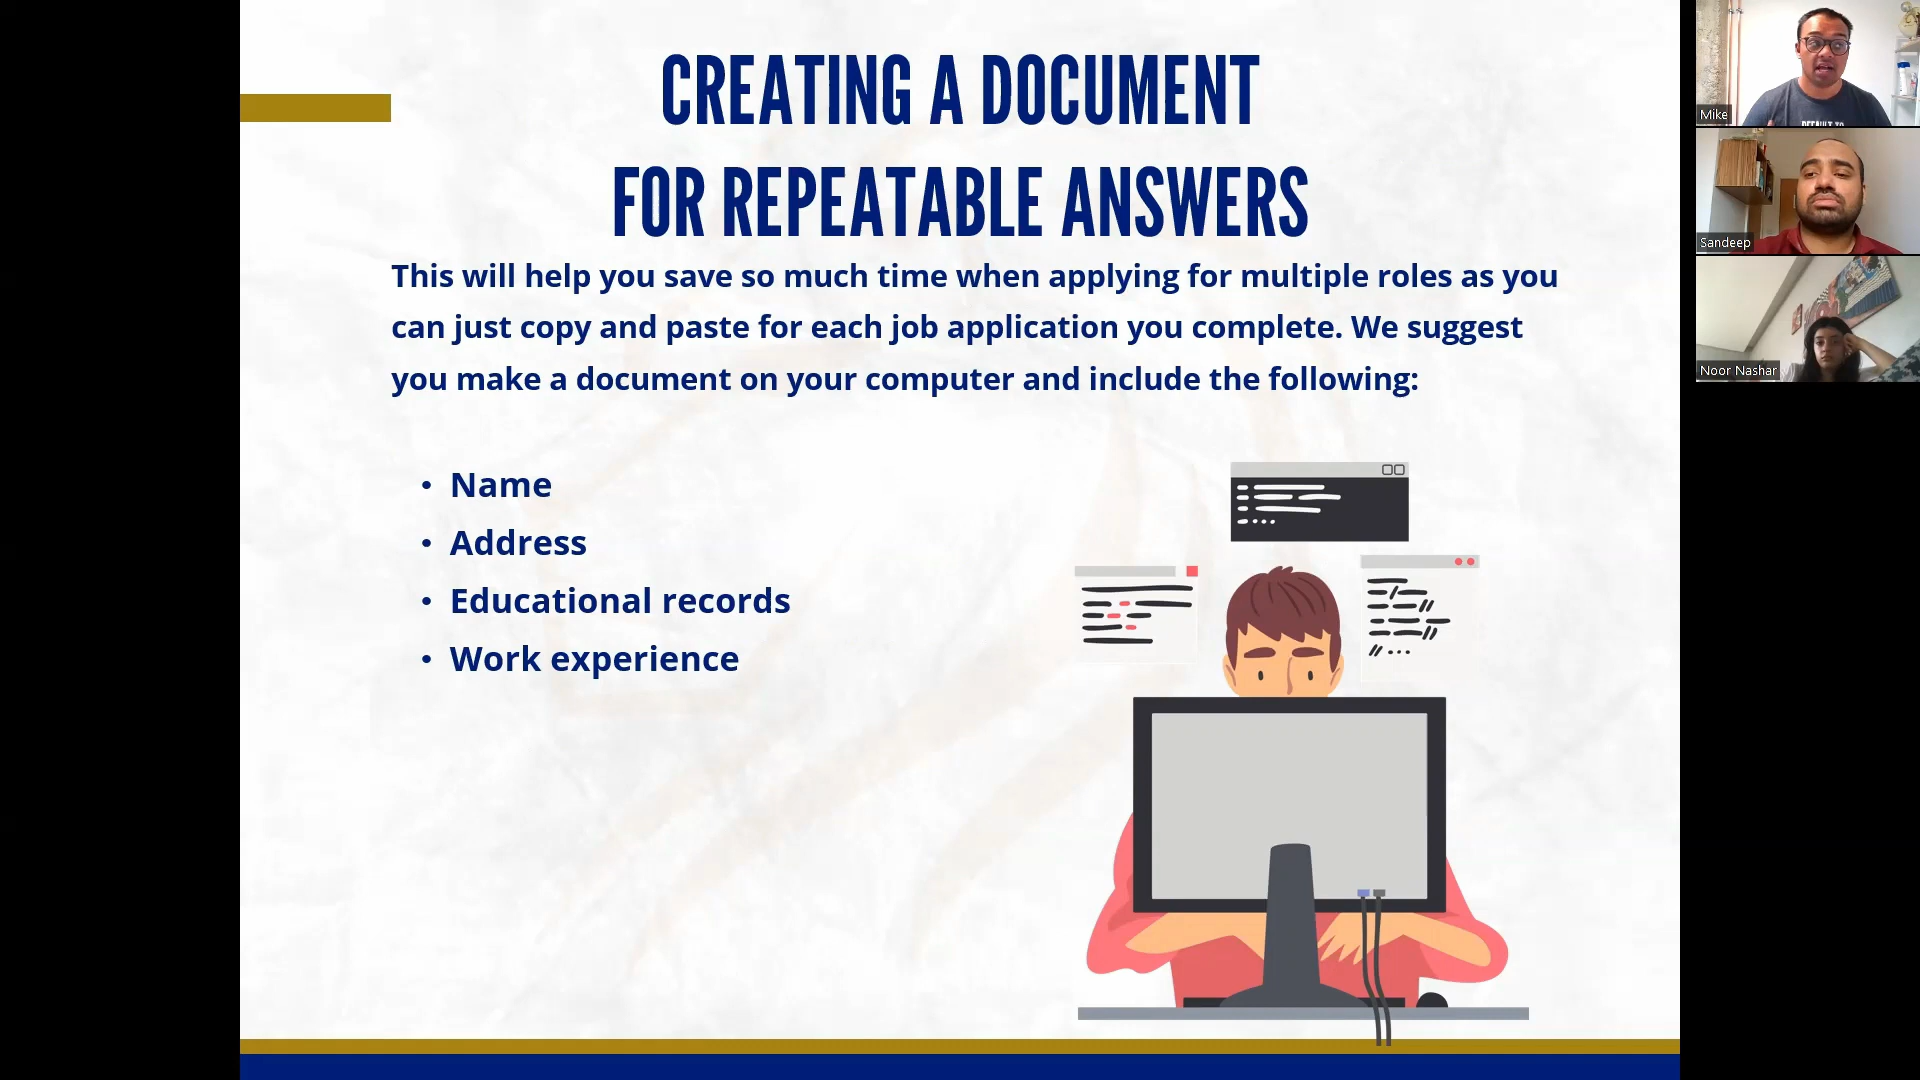 CREATING A DOCUMENT
FOR REPEATABLE ANSWERS
This will help you save so much time when applying for multiple roles as you
can just copy and paste for each job application you complete. We suggest
you make a document on your computer and include the following:
• Name
• Address
• Educational records
• Work experience
Mike
Sandeep
Noor Nashar